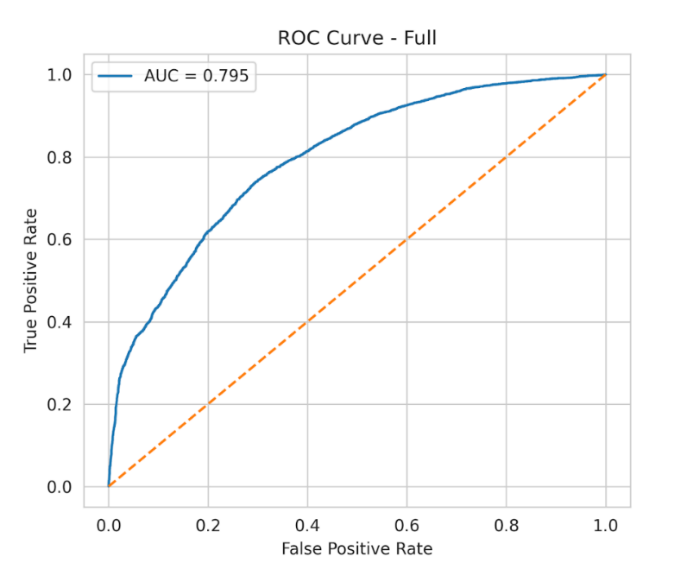 ROC Curve - Full
AUC = 0.795
True Positive Rate
1.0
0.8
0.6
0.4
0.2
0.0
0.0 0.2 0.4 0.6 0.8 1.0
False Positive Rate